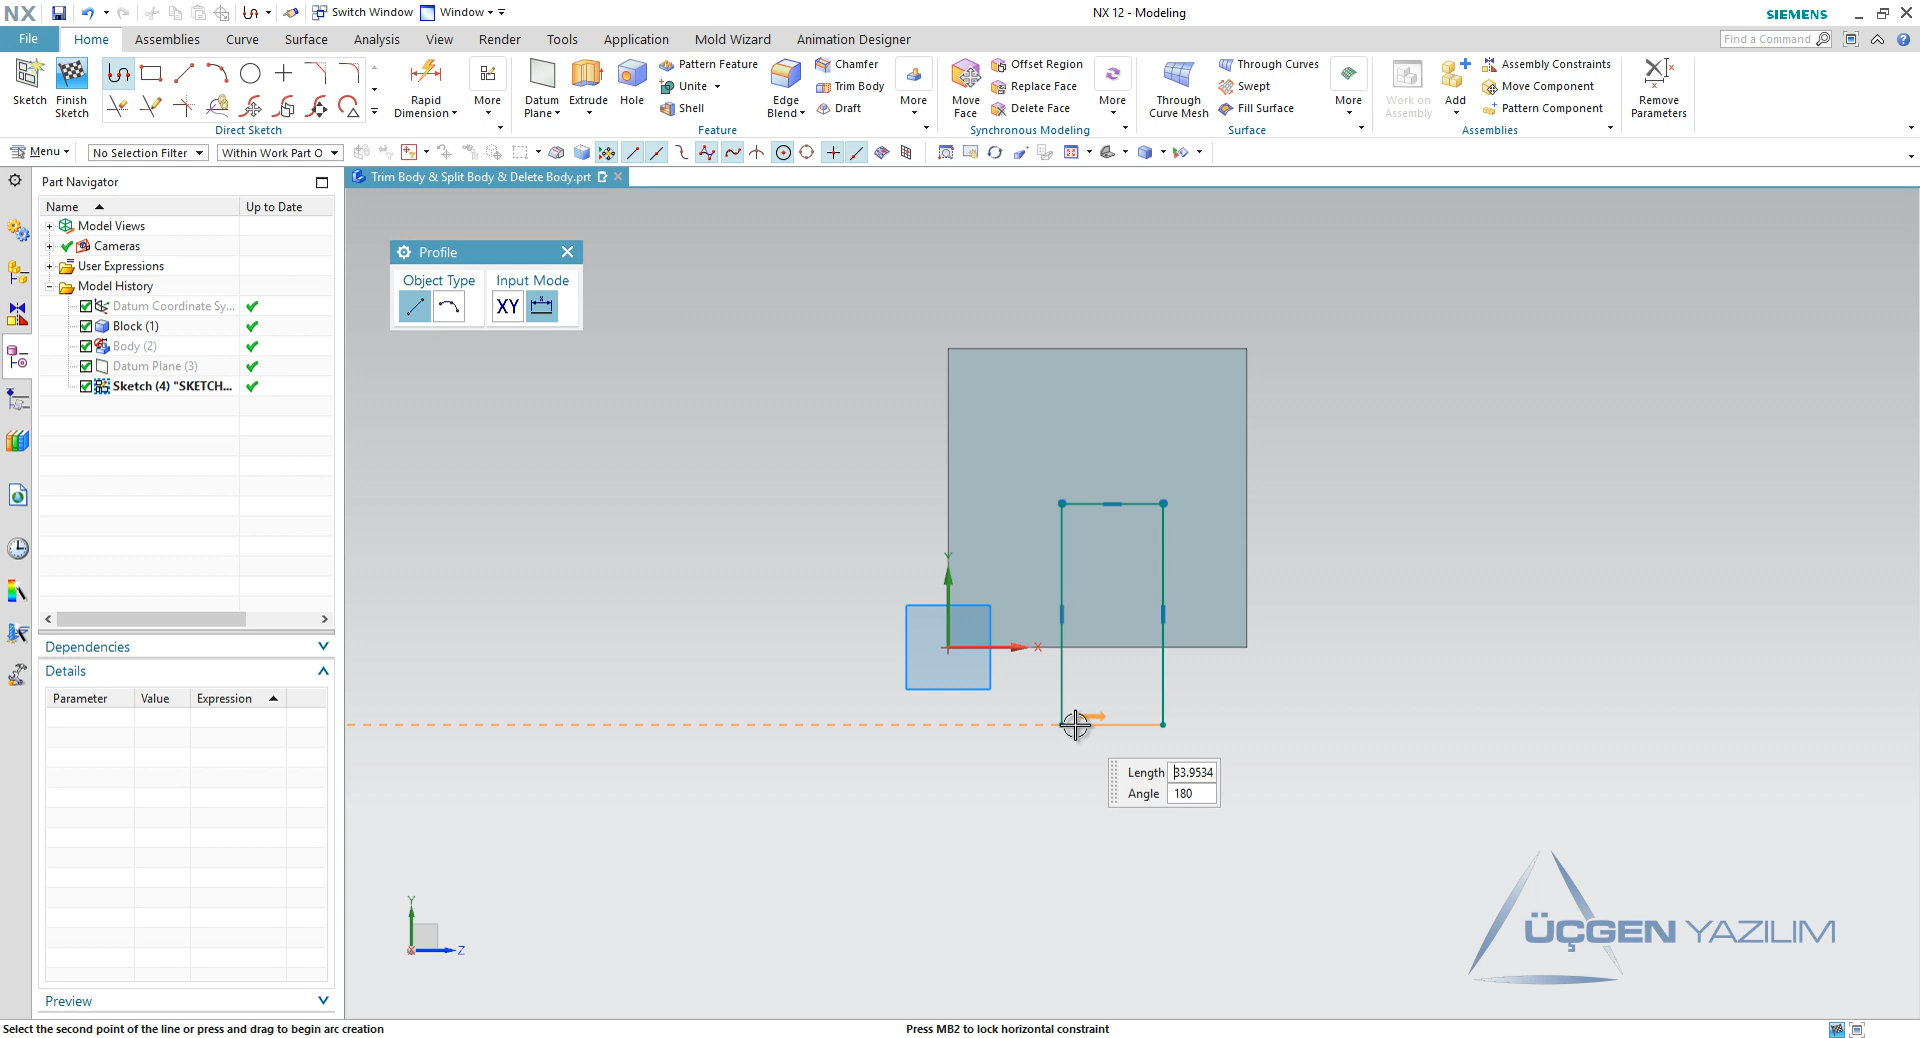 NX
Switch Window
Window
NX 12 - Modeling
SIEMENS
File
Home
Assemblies
Curve
Surface
Analysis
View
Render
Tools
Application
Mold Wizard
Animation Designer
Find a Command
Sketch
Finish
Sketch
Direct Sketch
Rapid
Dimension
More
Datum
Plane
Extrude
Hole
Pattern Feature
Unite
Shell
Edge
Blend
Chamfer
Trim Body
Draft
More
Feature
Move
Face
Offset Region
Replace Face
Delete Face
More
Synchronous Modeling
Through
Curve Mesh
Through Curves
Swept
Fill Surface
More
Surface
Work on
Assembly
Add
Assembly Constraints
Move Component
Pattern Component
Assemblies
Remove
Parameters
Menu
No Selection Filter
Within Work Part O
Part Navigator
Trim Body & Split Body & Delete Body.prt
Name
Up to Date
Model Views
Cameras
User Expressions
Model History
Datum Coordinate Sy...
Block (1)
Body (2)
Datum Plane (3)
Sketch (4) "SKETCH...
Dependencies
Details
Parameter
Value
Expression
Preview
Profile
Object Type
Input Mode
XY
Y
X
Length 33.9534
Angle 180
Y
Z
ÜÇGEN YAZILIM
Select the second point of the line or press and drag to begin arc creation
Press MB2 to lock horizontal constraint